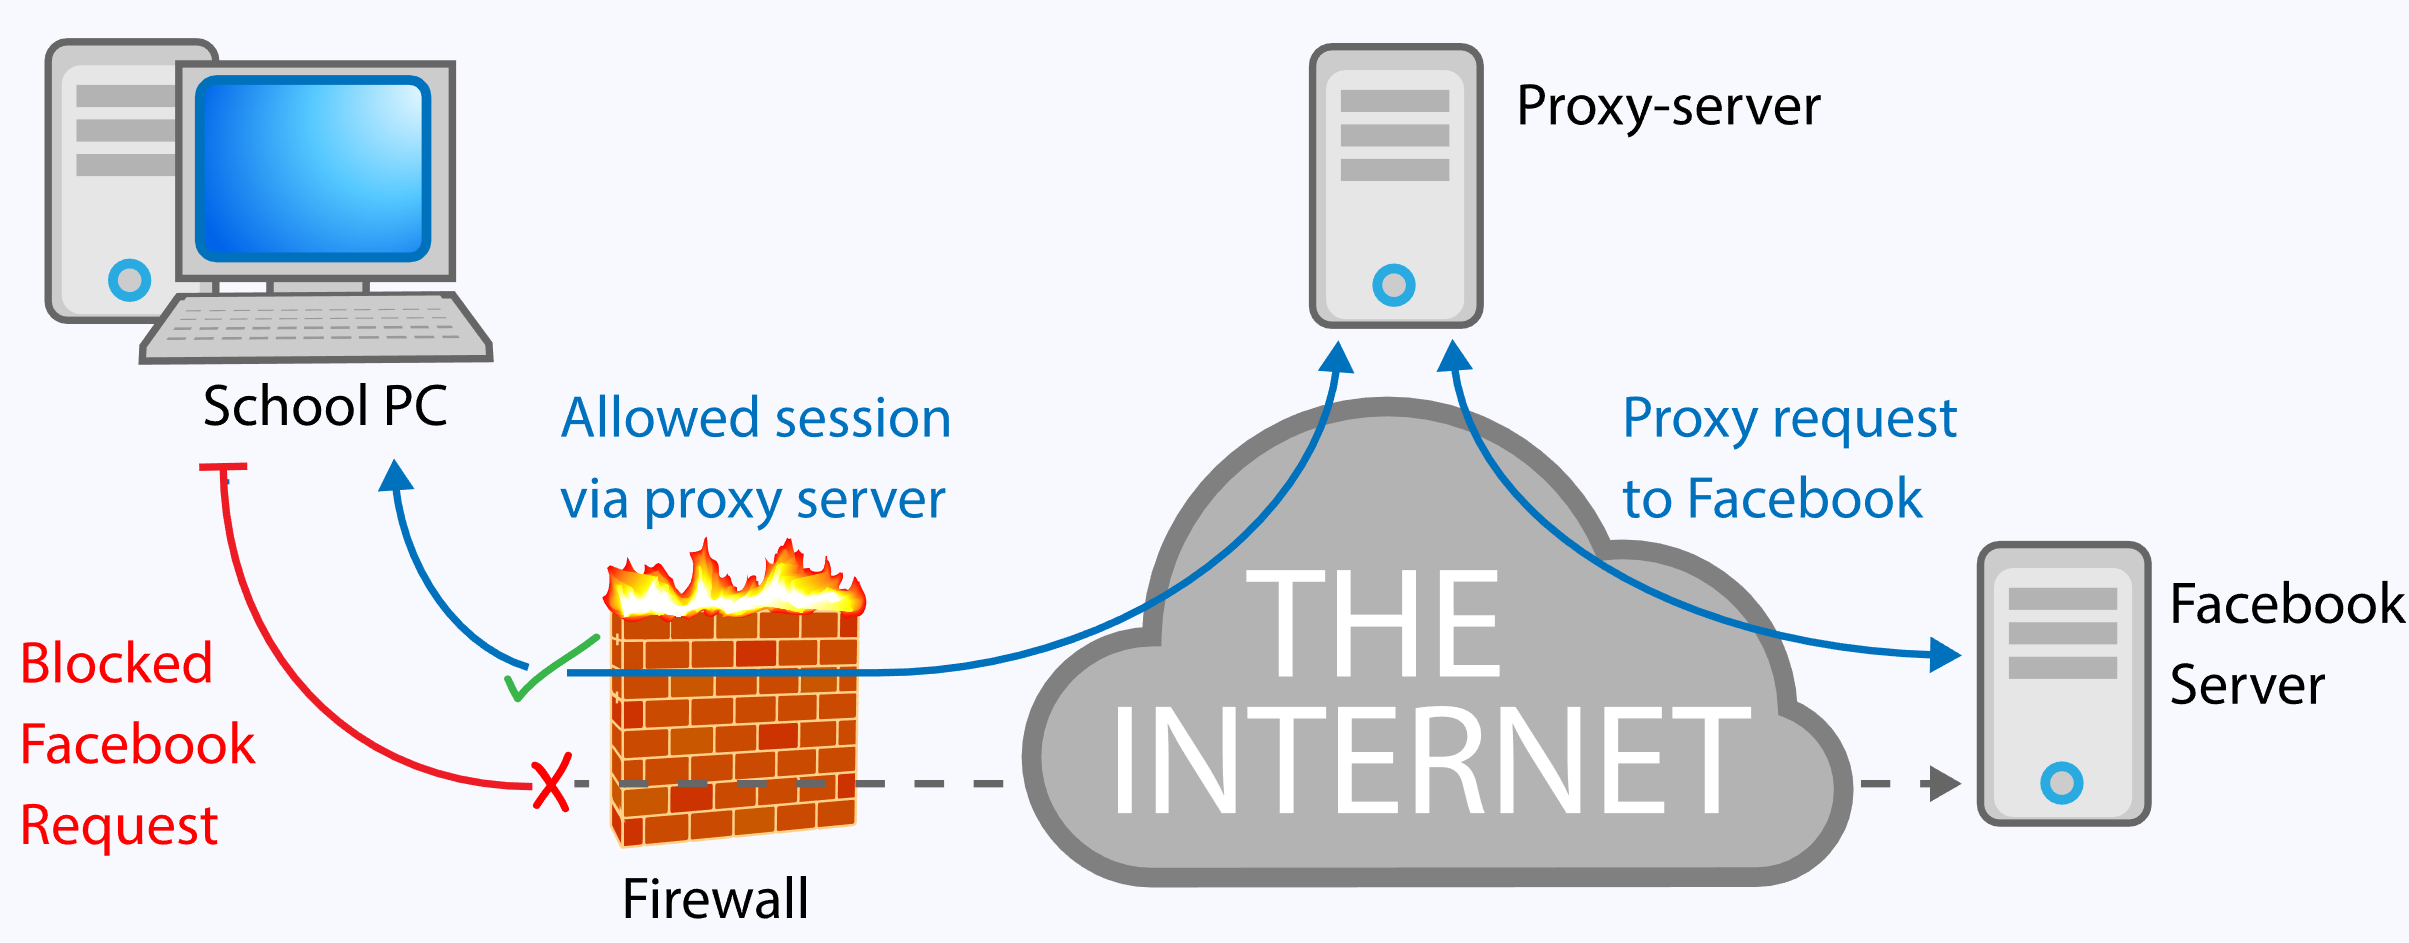 Proxy-server
School PC
Allowed session
via proxy server
Proxy request
to Facebook
THE
INTERNET
Facebook
Server
Blocked
Facebook
Request
Firewall